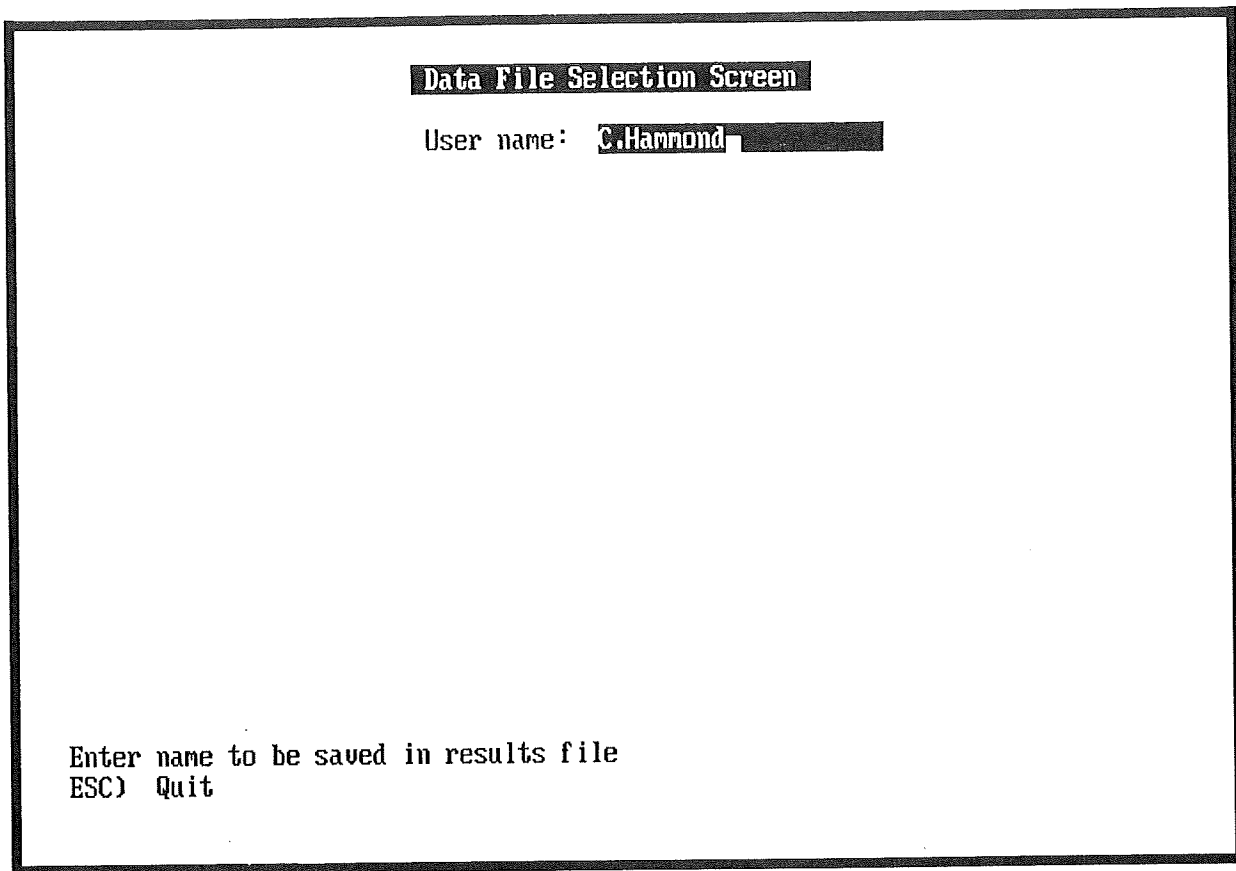 Data File Selection Screen
User name: C.Hammond
Enter name to be saved in results file
ESC) Quit